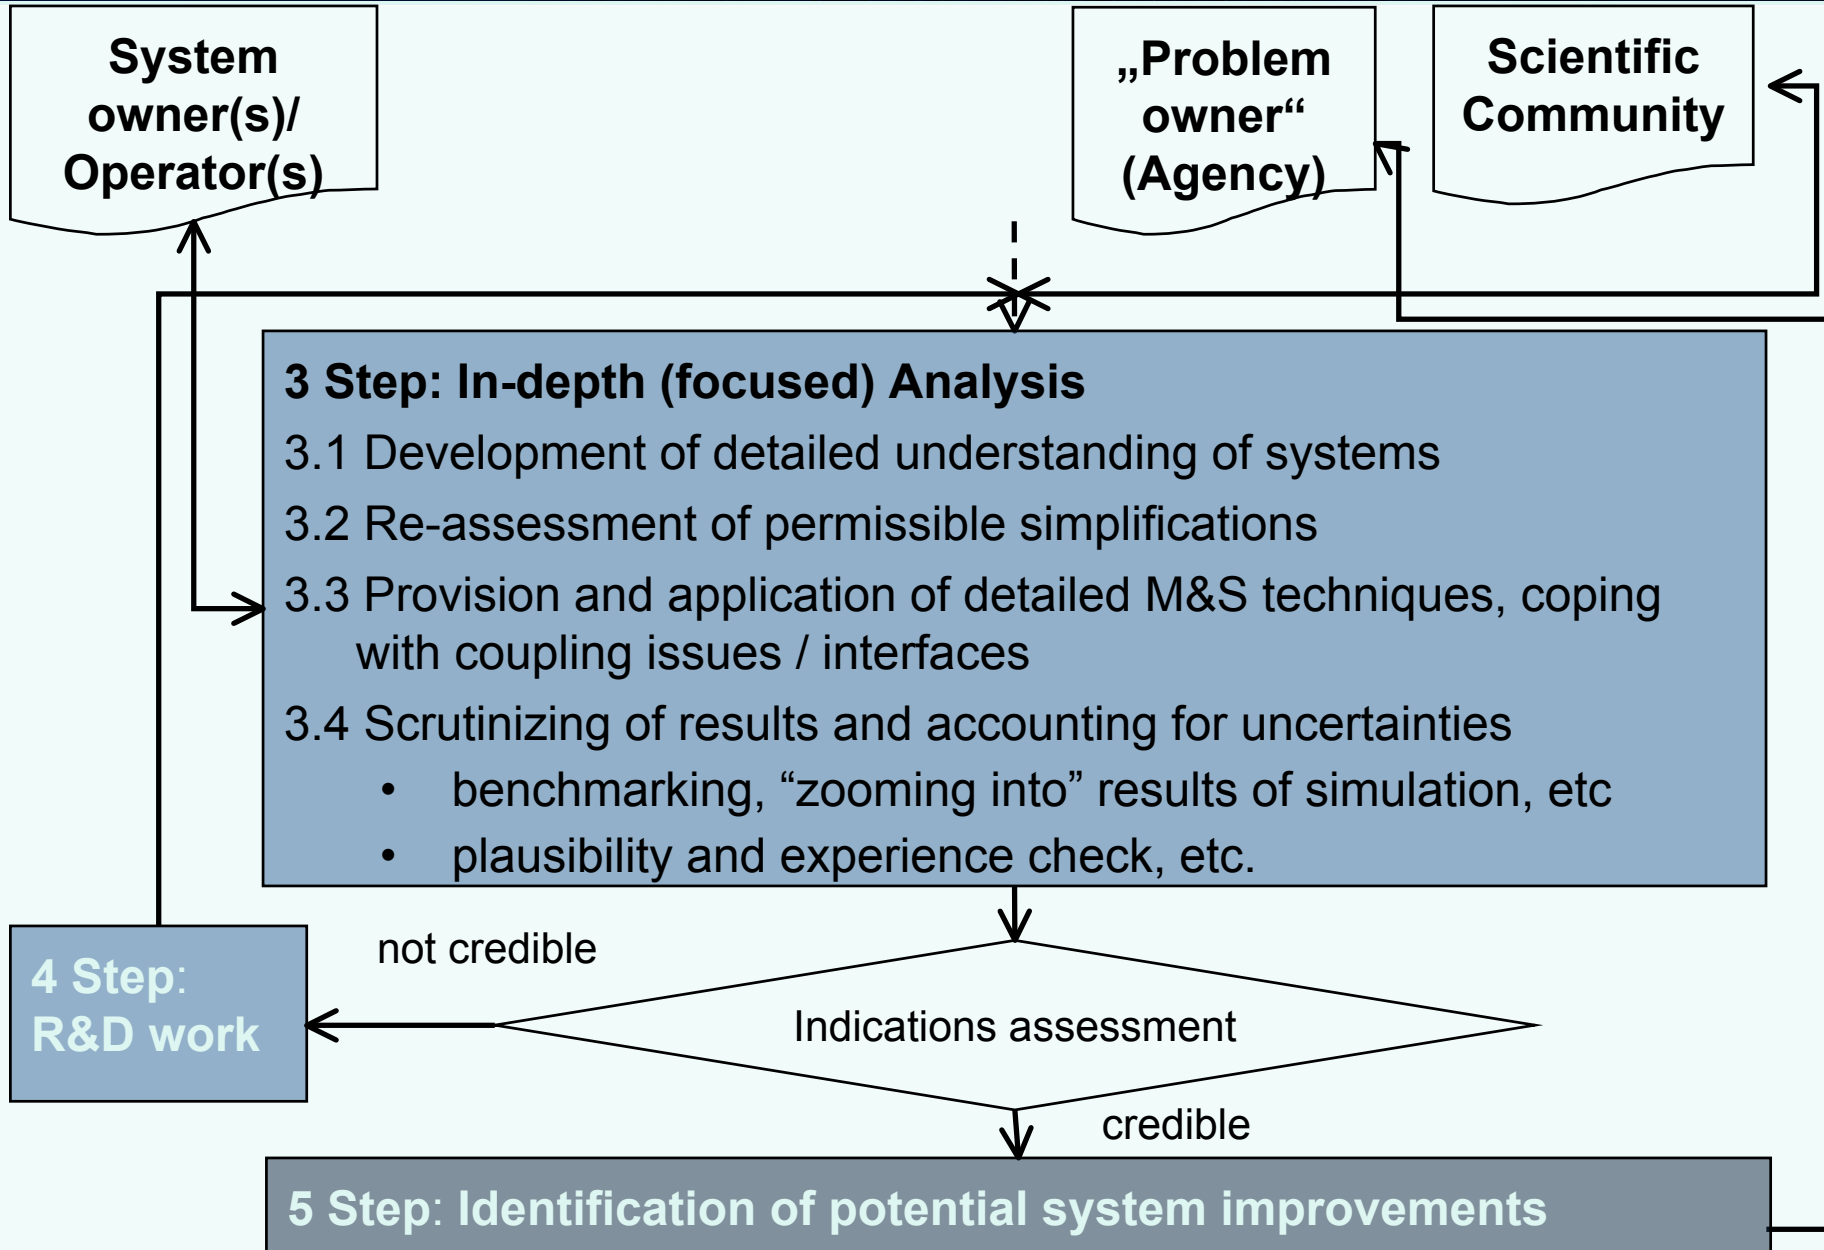 System
owner(s)/
Operator(s)
„Problem
owner“
(Agency)
Scientific
Community
3 Step: In-depth (focused) Analysis
3.1 Development of detailed understanding of systems
3.2 Re-assessment of permissible simplifications
3.3 Provision and application of detailed M&S techniques, coping
with coupling issues / interfaces
3.4 Scrutinizing of results and accounting for uncertainties
• benchmarking, “zooming into” results of simulation, etc
• plausibility and experience check, etc.
not credible
4 Step:
R&D work
Indications assessment
credible
5 Step: Identification of potential system improvements